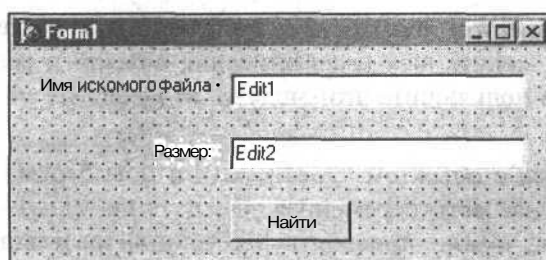 Form1
Имя искомого файла •
Edit1
Размер:
Edit2
Найти